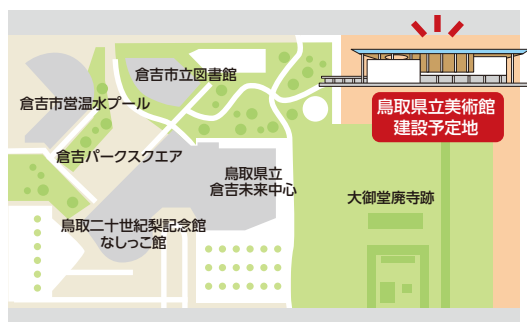 倉吉市立図書館
倉吉市営温水プール
鳥取県立美術館
建設予定地
倉吉パークスクエア
鳥取県立
倉吉未来中心
大御堂廃寺跡
鳥取二十世紀梨記念館
なしっこ館